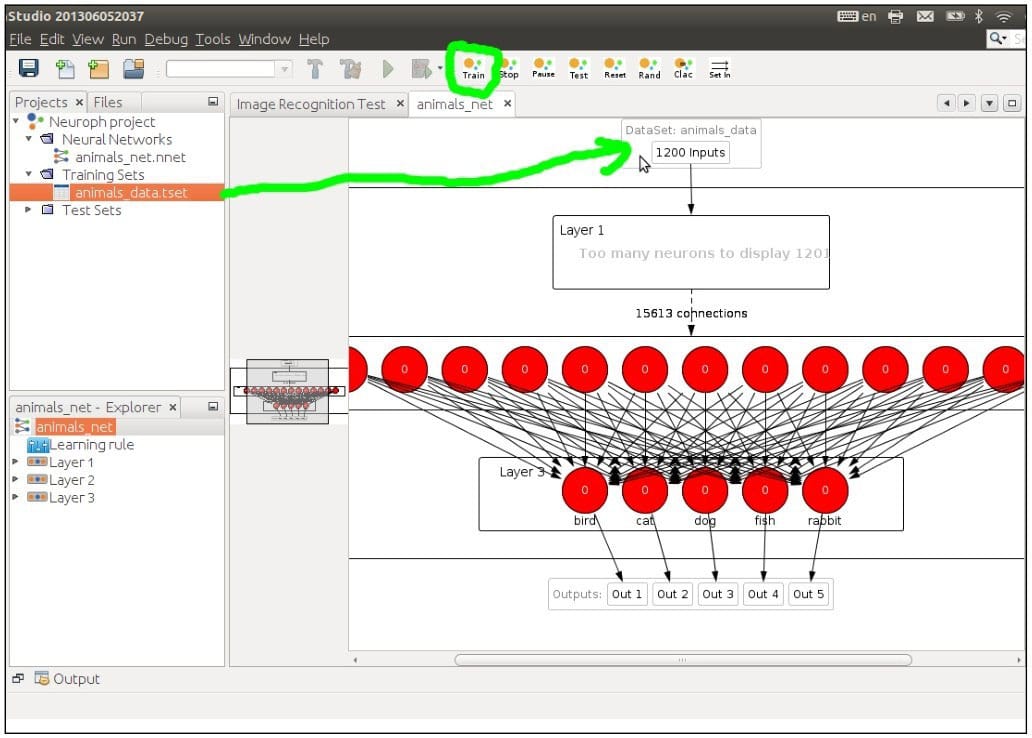 Studio 201306052037
en
File Edit View Run Debug Tools Window Help
Train Stop Pause Test Reset Rand Clac Set In
Projects Files
Image Recognition Test animals_net
Neuroph project
Neural Networks
animals_net.nnet
Training Sets
animals_data.tset
Test Sets
DataSet: animals_data
1200 Inputs
Layer 1
Too many neurons to display 1201
15613 connections
0 0 0 0 0 0 0 0 0 0 0
Layer 3
0 0 0 0 0
bird cat dog fish rabbit
Outputs: Out 1 Out 2 Out 3 Out 4 Out 5
animals_net - Explorer
animals_net
Learning rule
Layer 1
Layer 2
Layer 3
Output